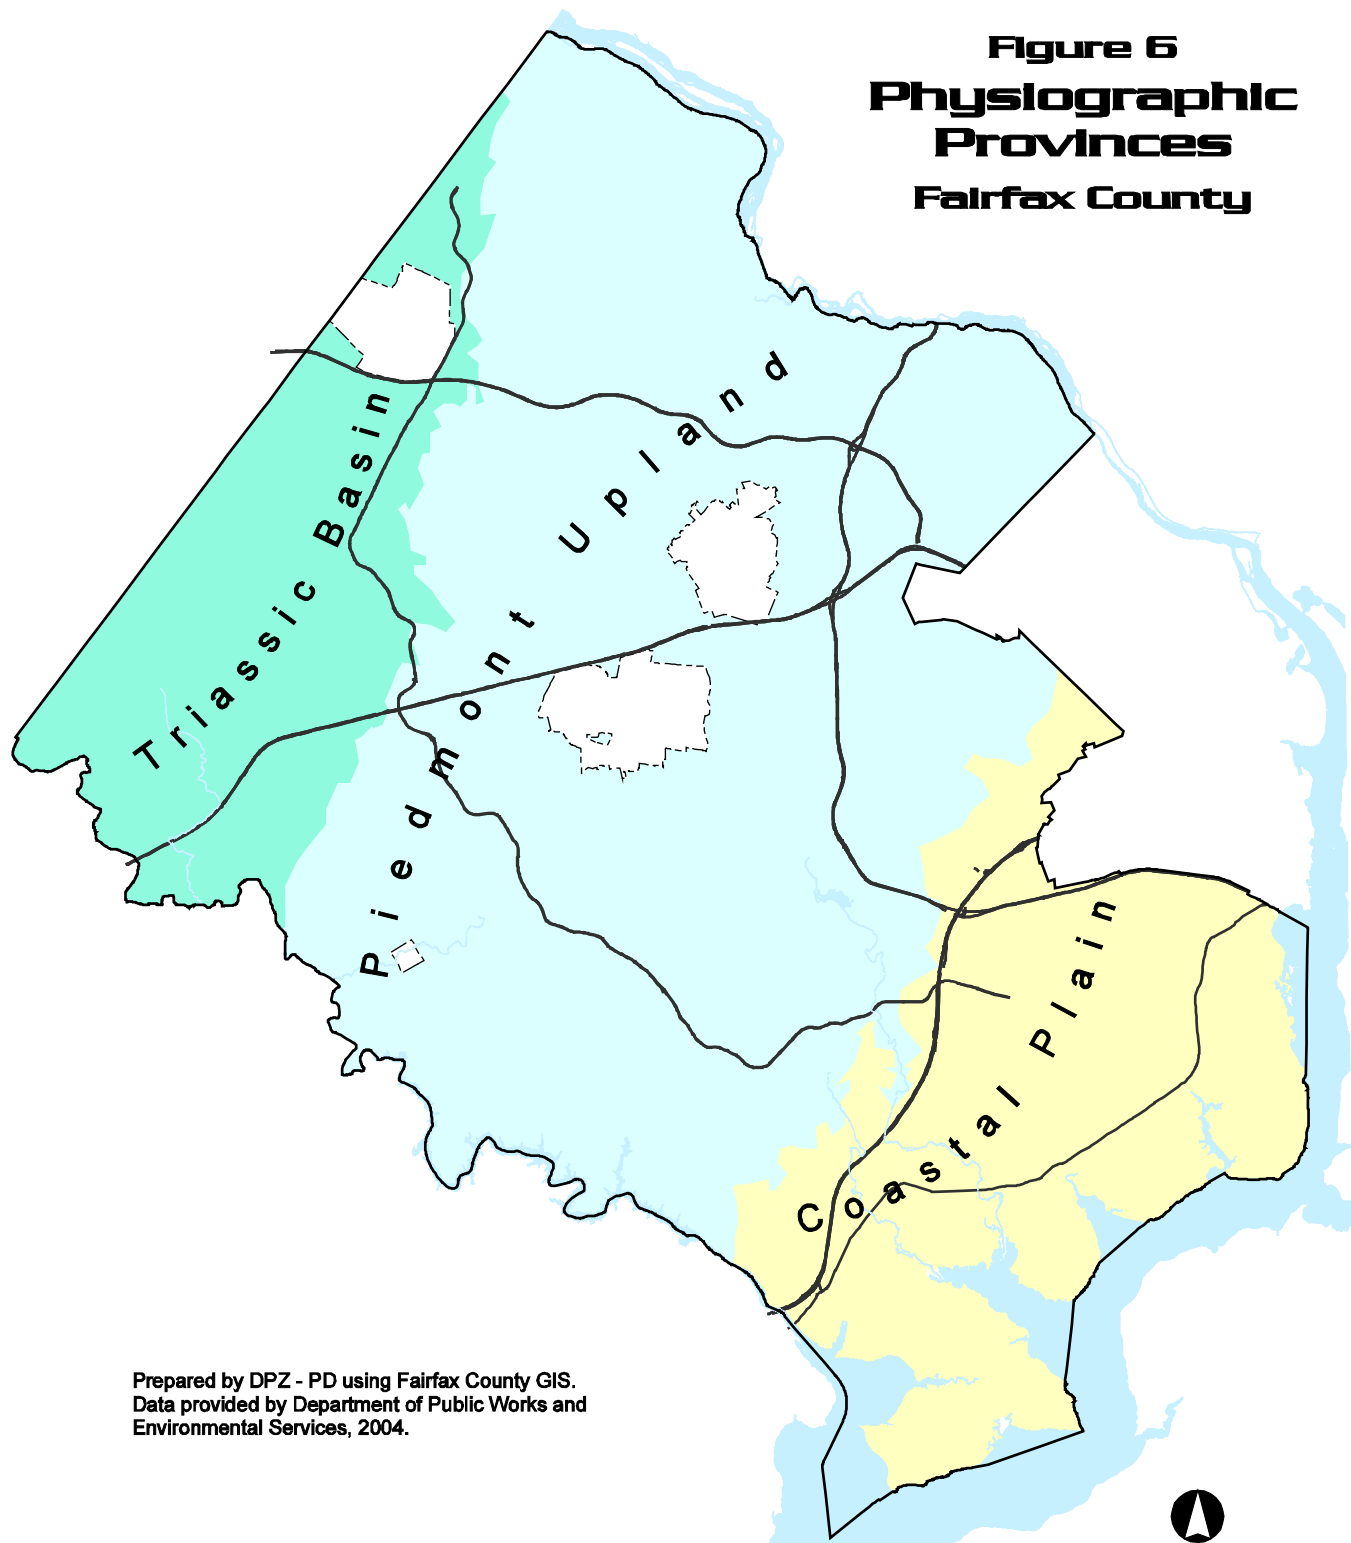 Figure 6
Physiographic
Provinces
Fairfax County
Triassic Basin
Piedmont Upland
Coastal Plain
Prepared by DPZ - PD using Fairfax County GIS.
Data provided by Department of Public Works and
Environmental Services, 2004.